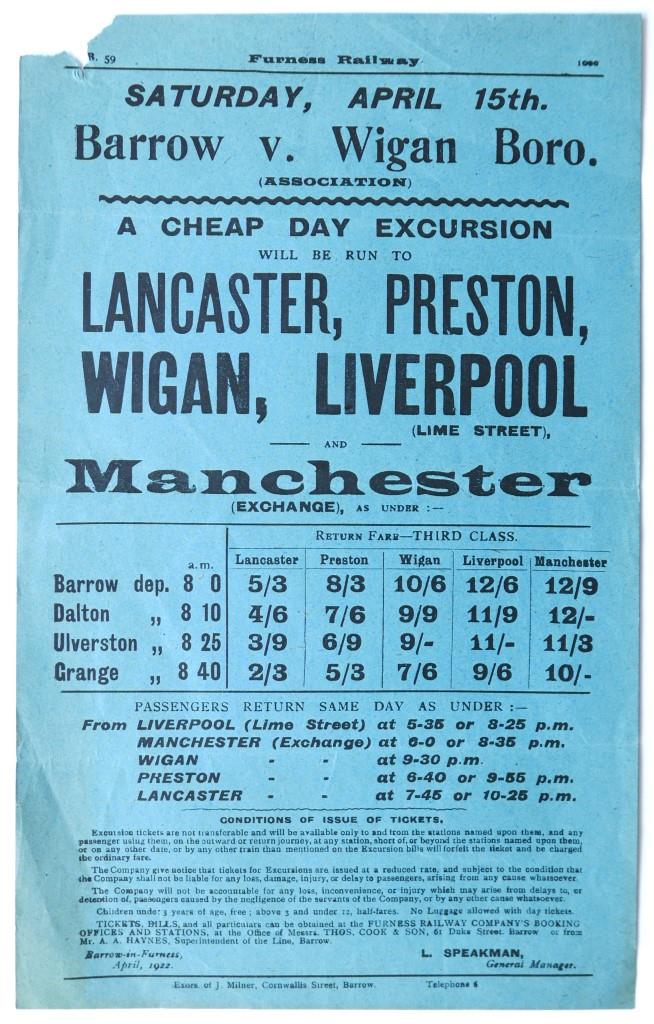 R. 59 Furness Railway 1000
SATURDAY, APRIL 15th.
Barrow v. Wigan Boro.
(ASSOCIATION)
A CHEAP DAY EXCURSION
WILL BE RUN TO
LANCASTER, PRESTON,
WIGAN, LIVERPOOL
(LIME STREET),
AND
Manchester
(EXCHANGE), AS UNDER :—
RETURN FARE—THIRD CLASS.
a.m. Lancaster Preston Wigan Liverpool Manchester
Barrow dep. 8 0 5/3 8/3 10/6 12/6 12/9
Dalton „ 8 10 4/6 7/6 9/9 11/9 12/-
Ulverston „ 8 25 3/9 6/9 9/- 11/- 11/3
Grange „ 8 40 2/3 5/3 7/6 9/6 10/-
PASSENGERS RETURN SAME DAY AS UNDER :—
From LIVERPOOL (Lime Street) at 5-35 or 8-25 p.m.
MANCHESTER (Exchange) at 6-0 or 8-35 p.m.
WIGAN - - at 9-30 p.m.
PRESTON - - at 6-40 or 9-55 p.m.
LANCASTER - - at 7-45 or 10-25 p.m.
CONDITIONS OF ISSUE OF TICKETS.
Excursion tickets are not transferable and will be available only to and from the stations named upon them, and any
passenger using them, on the outward or return journey, at any station, short of, or beyond the stations named upon them,
or on any other date, or by any other train than mentioned on the Excursion bills will forfeit the ticket and be charged
the ordinary fare.
The Company give notice that tickets for Excursions are issued at a reduced rate, and subject to the condition that
the Company shall not be liable for any loss, damage, injury, or delay to passengers, arising from any cause whatsoever.
The Company will not be accountable for any loss, inconvenience, or injury which may arise from delays to, or
detention of, passengers caused by the negligence of the servants of the Company, or by any other cause whatsoever.
Children under 3 years of age, free ; above 3 and under 12, half-fares. No Luggage allowed with day tickets.
TICKETS, BILLS, and all particulars can be obtained at the FURNESS RAILWAY COMPANY'S BOOKING
OFFICES AND STATIONS, at the Office of Messrs. THOS. COOK & SON, 61 Duke Street Barrow or from
Mr. A. A. HAYNES, Superintendent of the Line, Barrow.
Barrow-in-Furness, L. SPEAKMAN,
April, 1922. General Manager.
Exors. of J. Milner, Cornwallis Street, Barrow. Telephone 6